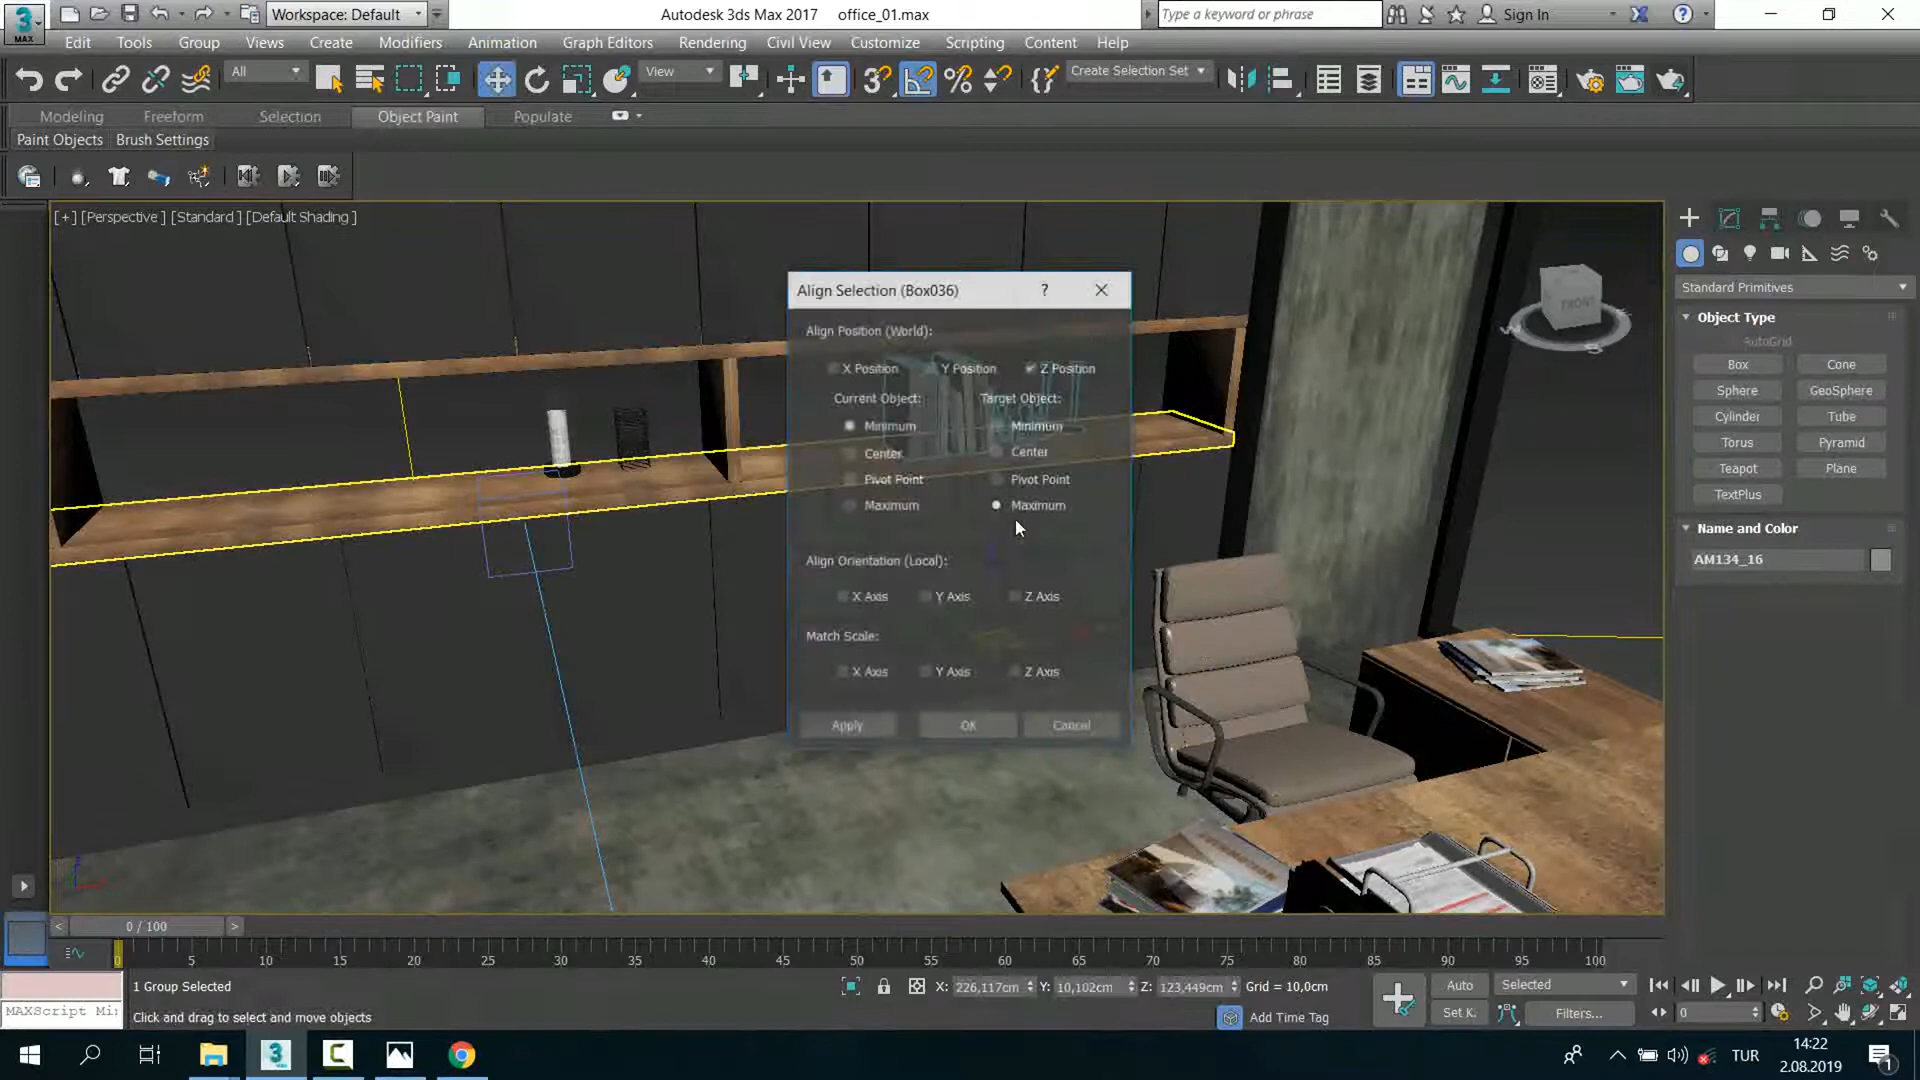 Workspace: Default
Autodesk 3ds Max 2017    office_01.max
Type a keyword or phrase
Sign In
MAX
Edit Tools Group Views Create Modifiers Animation Graph Editors Rendering Civil View Customize Scripting Content Help
All
View
Create Selection Set
Modeling Freeform Selection Object Paint Populate
Paint Objects Brush Settings
[+] [Perspective] [Standard] [Default Shading]
FRONT
Align Selection (Box036) ?
Align Position (World):
X Position Y Position Z Position
Current Object: Target Object:
Minimum Minimum
Center Center
Pivot Point Pivot Point
Maximum Maximum
Align Orientation (Local):
X Axis Y Axis Z Axis
Match Scale:
X Axis Y Axis Z Axis
Apply OK Cancel
Standard Primitives
Object Type
AutoGrid
Box Cone
Sphere GeoSphere
Cylinder Tube
Torus Pyramid
Teapot Plane
TextPlus
Name and Color
AM134_16
< 0 / 100 >
0 5 10 15 20 25 30 35 40 45 50 55 60 65 70 75 80 85 90 95 100
1 Group Selected
X: 226,117cm Y: 10,102cm Z: 123,449cm Grid = 10,0cm
Auto Selected
MAXScript Mi
Click and drag to select and move objects
Add Time Tag
Set K. Filters... 0
TUR
14:22
2.08.2019
1